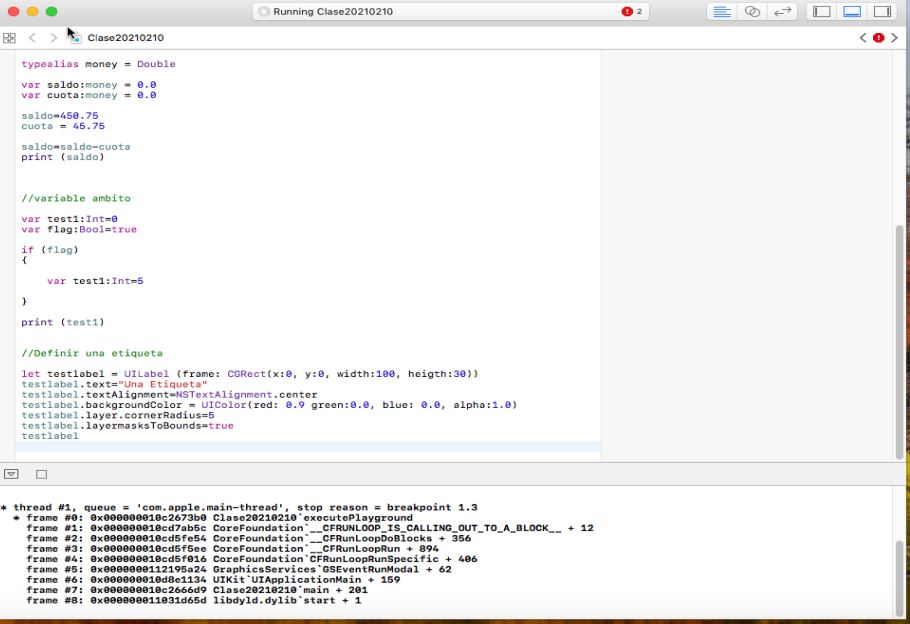 Running Clase20210210
2
Clase20210210
typealias money = Double
var saldo:money = 0.0
var cuota:money = 0.0
saldo=450.75
cuota = 45.75
saldo=saldo-cuota
print (saldo)
//variable ambito
var test1:Int=0
var flag:Bool=true
if (flag)
{
var test1:Int=5
}
print (test1)
//Definir una etiqueta
let testlabel = UILabel (frame: CGRect(x:0, y:0, width:100, heigth:30))
testlabel.text="Una Etiqueta"
testlabel.textAlignment=NSTextAlignment.center
testlabel.backgroundColor = UIColor(red: 0.9 green:0.0, blue: 0.0, alpha:1.0)
testlabel.layer.cornerRadius=5
testlabel.layermasksToBounds=true
testlabel
* thread #1, queue = 'com.apple.main-thread', stop reason = breakpoint 1.3
* frame #0: 0x000000010c2673b0 Clase20210210`executePlayground
frame #1: 0x000000010cd7ab5c CoreFoundation`__CFRUNLOOP_IS_CALLING_OUT_TO_A_BLOCK__ + 12
frame #2: 0x000000010cd5fe54 CoreFoundation`__CFRunLoopDoBlocks + 356
frame #3: 0x000000010cd5f5ee CoreFoundation`__CFRunLoopRun + 894
frame #4: 0x000000010cd5f016 CoreFoundation`CFRunLoopRunSpecific + 406
frame #5: 0x0000000112195a24 GraphicsServices`GSEventRunModal + 62
frame #6: 0x000000010d8e1134 UIKit`UIApplicationMain + 159
frame #7: 0x000000010c2666d9 Clase20210210`main + 201
frame #8: 0x000000011031d65d libdyld.dylib`start + 1